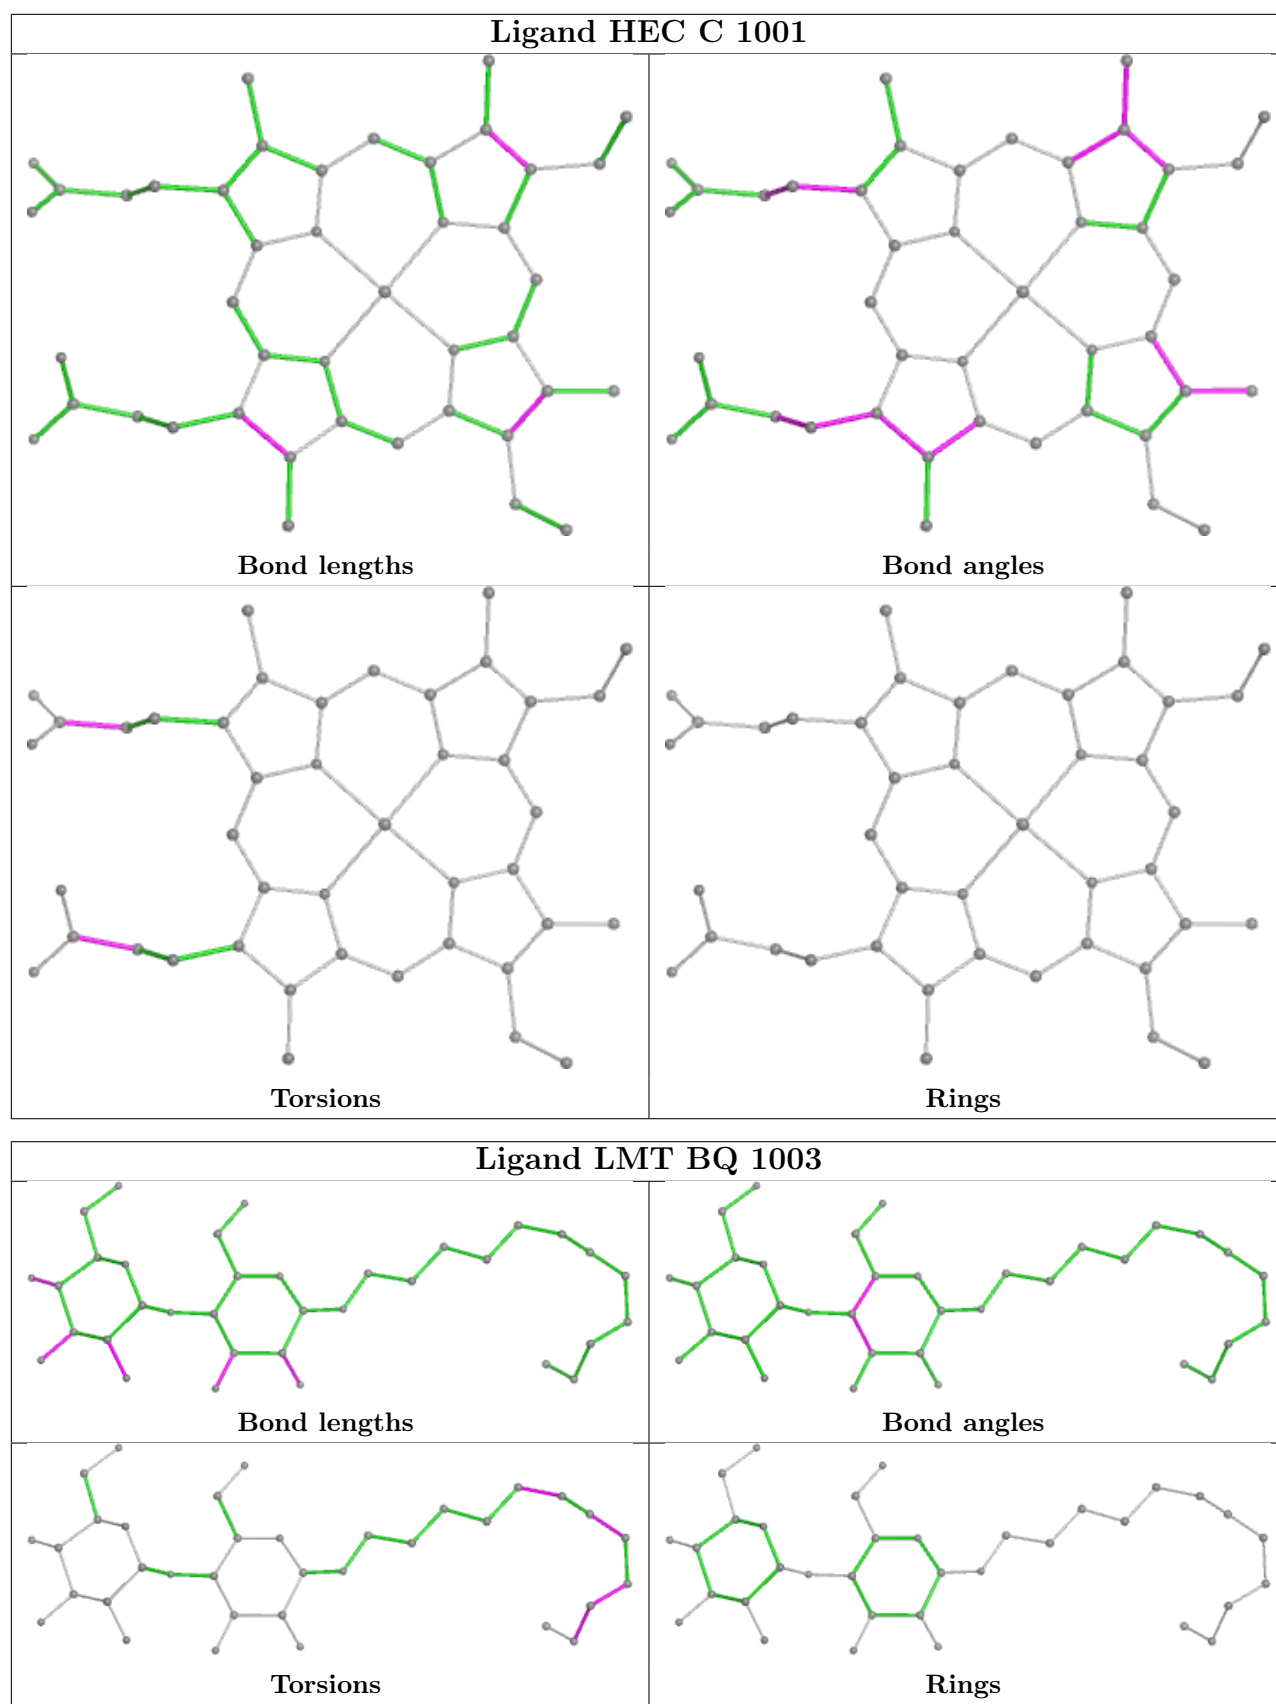 Ligand HEC C 1001
Bond lengths
Bond angles
Torsions
Rings
Ligand LMT BQ 1003
Bond lengths
Bond angles
Torsions
Rings